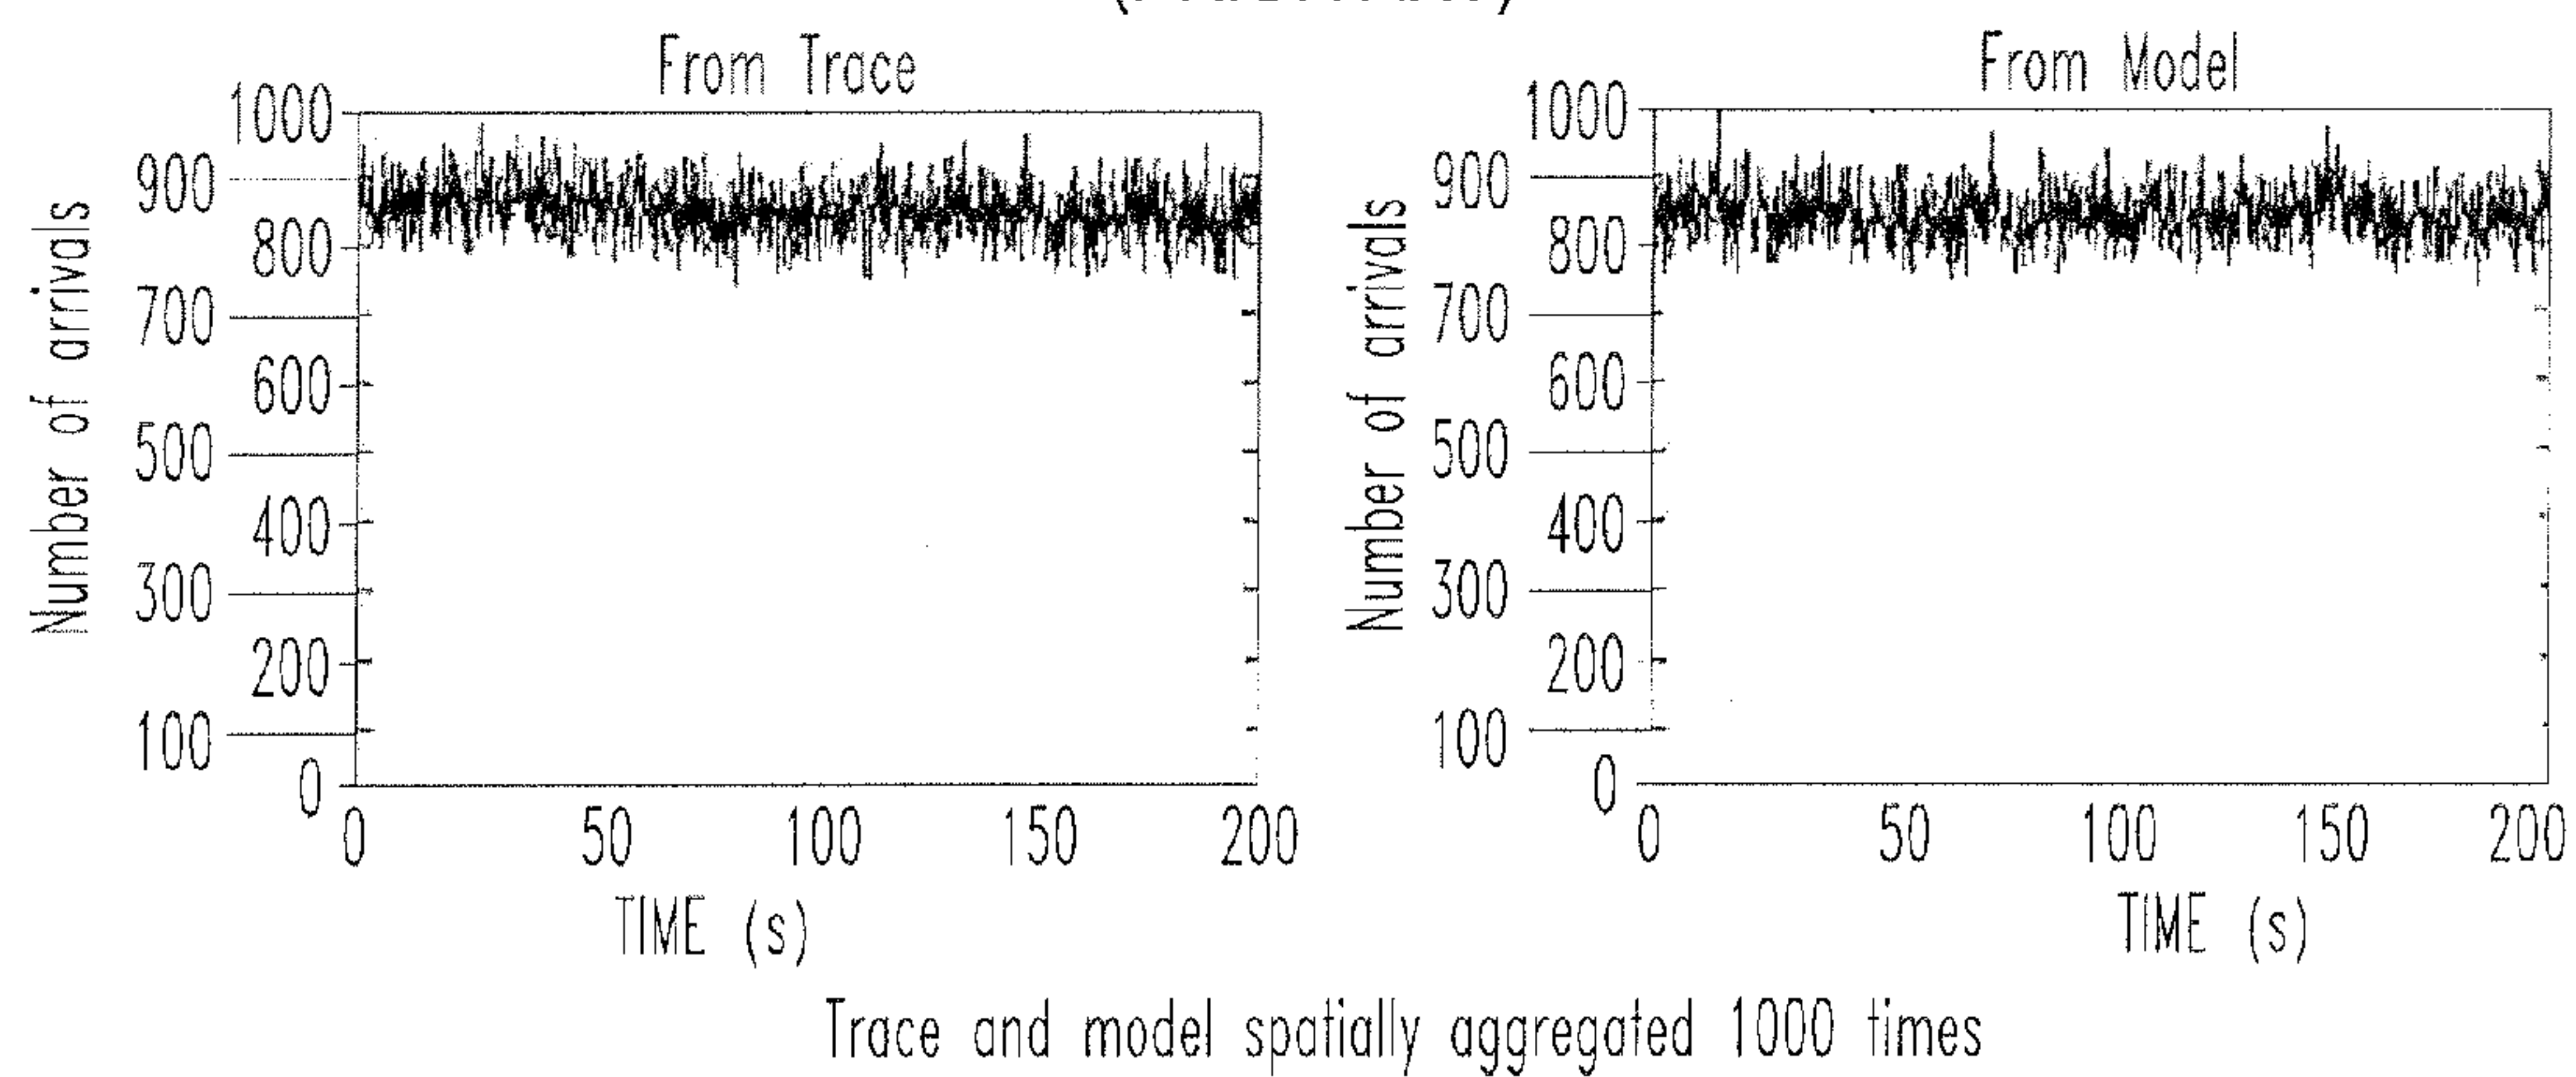 From Trace
Number of arrivals
1000
900
800
700
600
500
400
300
200
100
0
0 50 100 150 200
TIME (s)
From Model
Number of arrivals
1000
900
800
700
600
500
400
300
200
100
0
0 50 100 150 200
TIME (s)
Trace and model spatially aggregated 1000 times